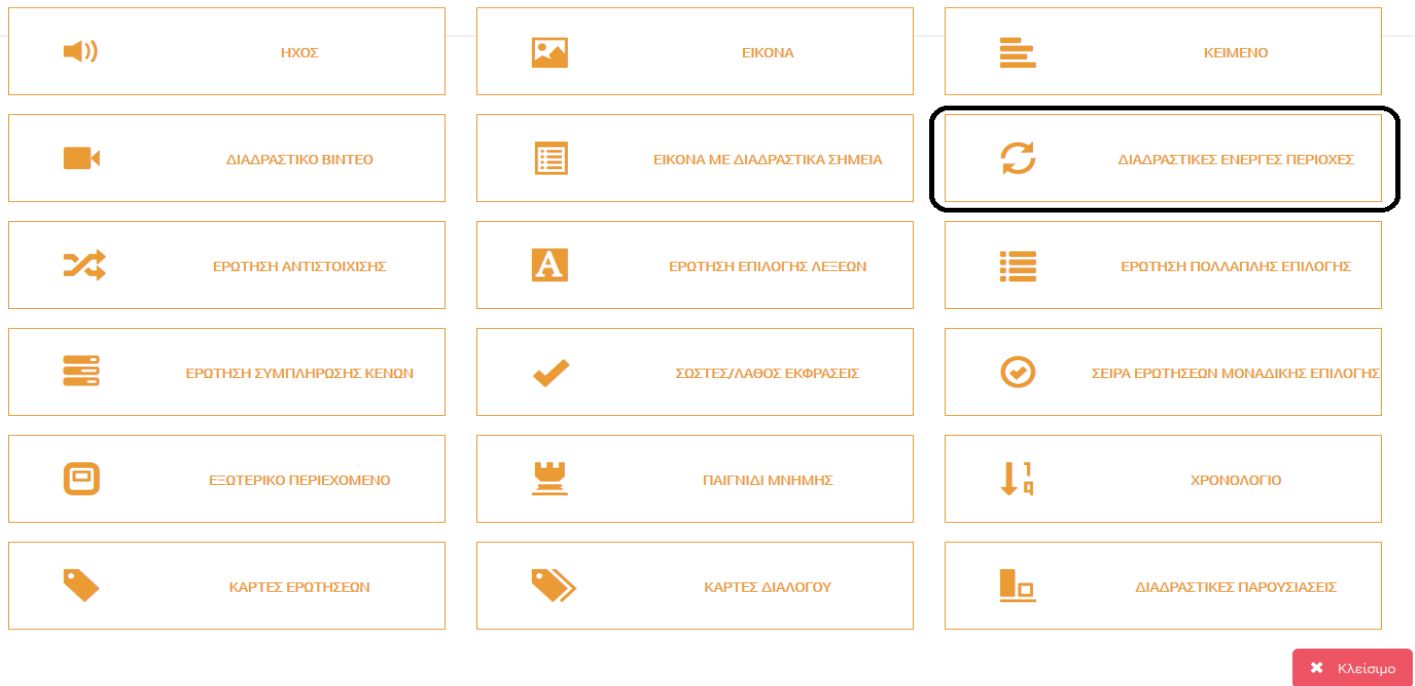 ΗΧΟΣ
ΕΙΚΟΝΑ
ΚΕΙΜΕΝΟ
ΔΙΑΔΡΑΣΤΙΚΟ ΒΙΝΤΕΟ
ΕΙΚΟΝΑ ΜΕ ΔΙΑΔΡΑΣΤΙΚΑ ΣΗΜΕΙΑ
ΔΙΑΔΡΑΣΤΙΚΕΣ ΕΝΕΡΓΕΣ ΠΕΡΙΟΧΕΣ
ΕΡΩΤΗΣΗ ΑΝΤΙΣΤΟΙΧΙΣΗΣ
ΕΡΩΤΗΣΗ ΕΠΙΛΟΓΗΣ ΛΕΞΕΩΝ
ΕΡΩΤΗΣΗ ΠΟΛΛΑΠΛΗΣ ΕΠΙΛΟΓΗΣ
ΕΡΩΤΗΣΗ ΣΥΜΠΛΗΡΩΣΗΣ ΚΕΝΩΝ
ΣΩΣΤΕΣ/ΛΑΘΟΣ ΕΚΦΡΑΣΕΙΣ
ΣΕΙΡΑ ΕΡΩΤΗΣΕΩΝ ΜΟΝΑΔΙΚΗΣ ΕΠΙΛΟΓΗΣ
ΕΞΩΤΕΡΙΚΟ ΠΕΡΙΕΧΟΜΕΝΟ
ΠΑΙΓΝΙΔΙ ΜΝΗΜΗΣ
ΧΡΟΝΟΛΟΓΙΟ
ΚΑΡΤΕΣ ΕΡΩΤΗΣΕΩΝ
ΚΑΡΤΕΣ ΔΙΑΛΟΓΟΥ
ΔΙΑΔΡΑΣΤΙΚΕΣ ΠΑΡΟΥΣΙΑΣΕΙΣ
Κλείσιμο